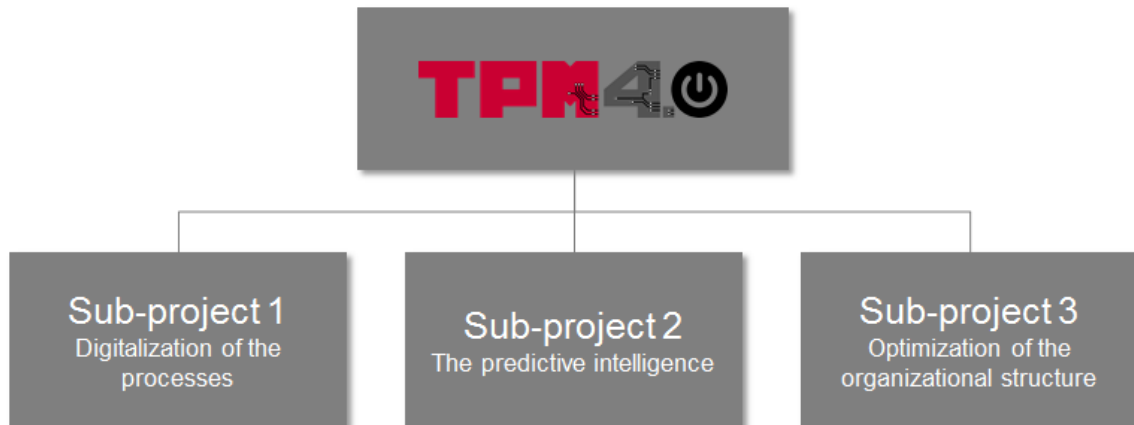 TPM4.0
Sub-project 1
Digitalization of the
processes
Sub-project 2
The predictive intelligence
Sub-project 3
Optimization of the
organizational structure